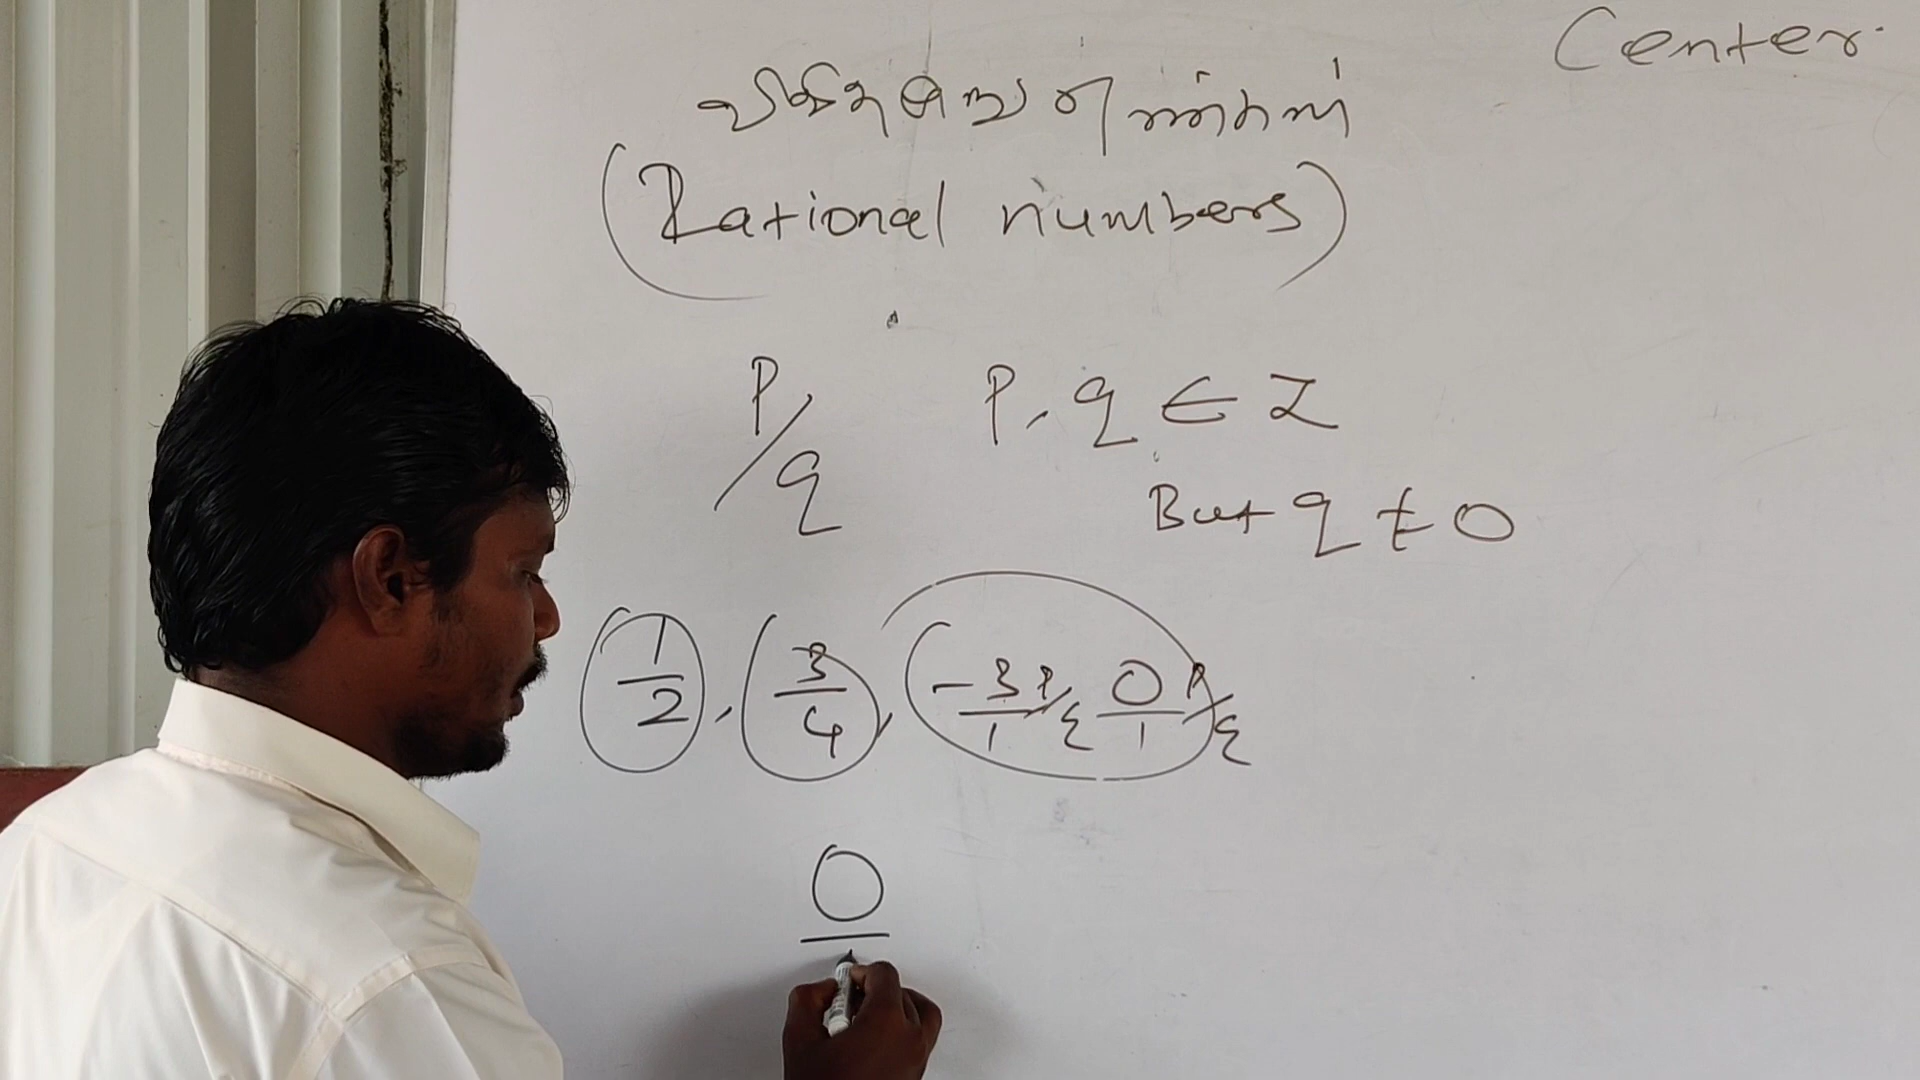 Center.
விகிதமுறு எண்கள்
(Rational numbers)
P/q P, q ∈ Z
But q ≠ 0
1/2, 3/4, -3/1 P/q 0/1 P/q
0